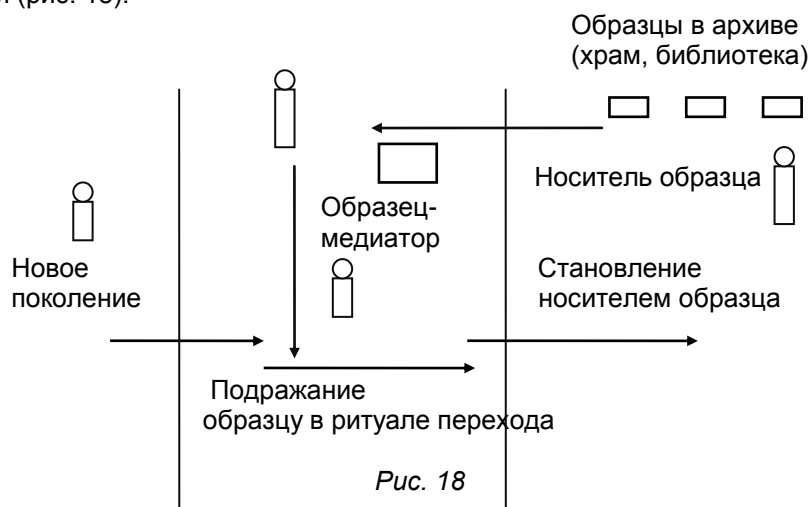 (рис. 18).
Образцы в архиве
(храм, библиотека)
Носитель образца
Образец-
медиатор
Новое
поколение
Становление
носителем образца
Подражание
образцу в ритуале перехода
Рис. 18